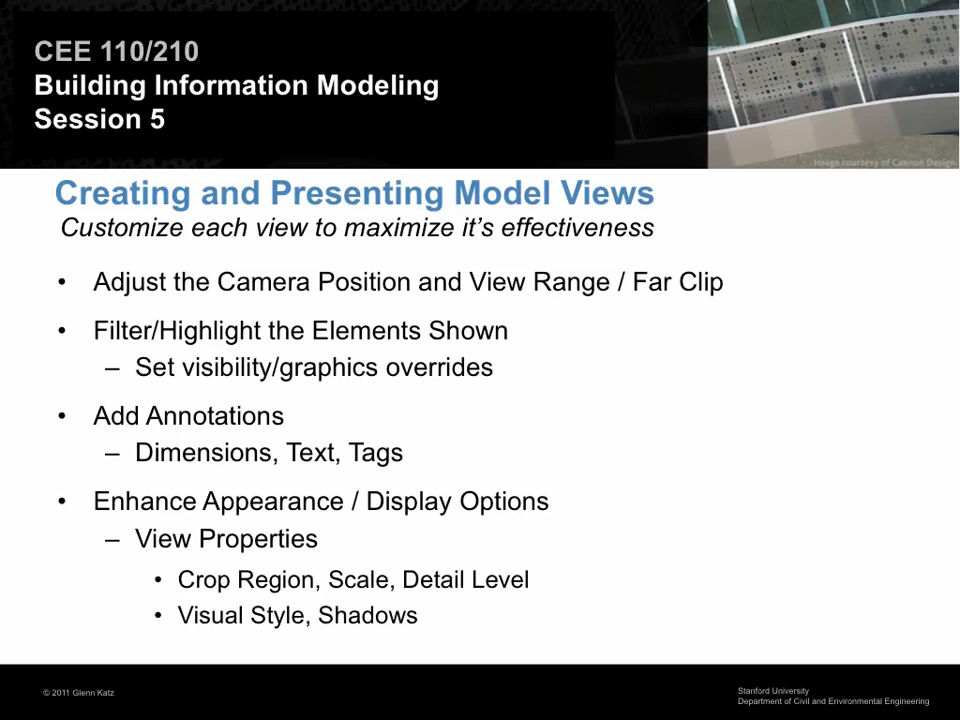 CEE 110/210
Building Information Modeling
Session 5
Image courtesy of Cannon Design.
Creating and Presenting Model Views
Customize each view to maximize it's effectiveness
• Adjust the Camera Position and View Range / Far Clip
• Filter/Highlight the Elements Shown
– Set visibility/graphics overrides
• Add Annotations
– Dimensions, Text, Tags
• Enhance Appearance / Display Options
– View Properties
• Crop Region, Scale, Detail Level
• Visual Style, Shadows
© 2011 Glenn Katz
Stanford University
Department of Civil and Environmental Engineering